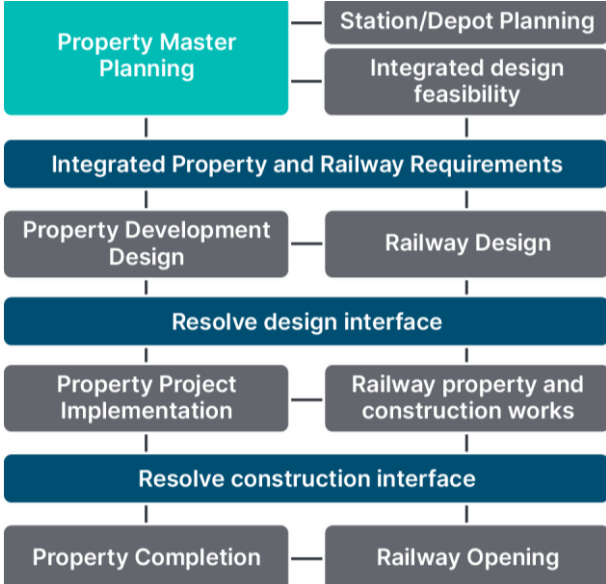 Property Master
Planning
Station/Depot Planning
Integrated design
feasibility
Integrated Property and Railway Requirements
Property Development
Design
Railway Design
Resolve design interface
Property Project
Implementation
Railway property and
construction works
Resolve construction interface
Property Completion
Railway Opening